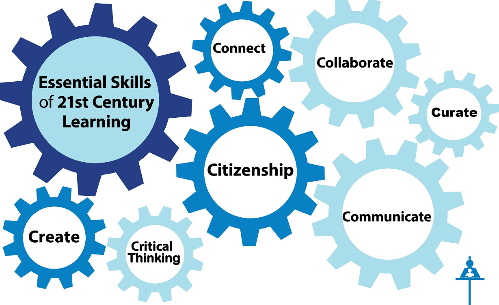 Essential Skills
of 21st Century
Learning
Connect
Collaborate
Curate
Citizenship
Communicate
Create
Critical
Thinking